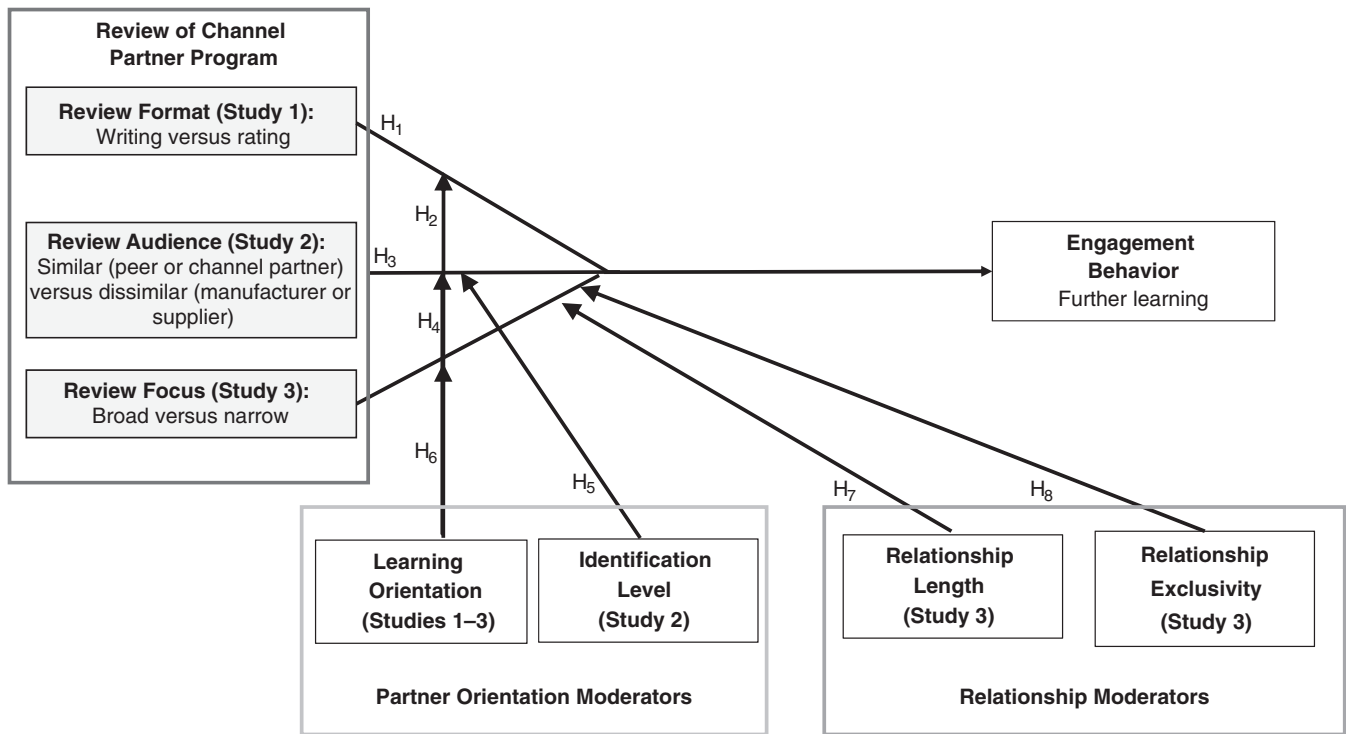 Review of Channel
Partner Program
Review Format (Study 1):
Writing versus rating
H₁
H₂
Review Audience (Study 2):
Similar (peer or channel partner)
versus dissimilar (manufacturer or
supplier)
H₃
Engagement
Behavior
Further learning
H₄
Review Focus (Study 3):
Broad versus narrow
H₆
H₅
H₇
H₈
Learning
Orientation
(Studies 1–3)
Identification
Level
(Study 2)
Relationship
Length
(Study 3)
Relationship
Exclusivity
(Study 3)
Partner Orientation Moderators
Relationship Moderators